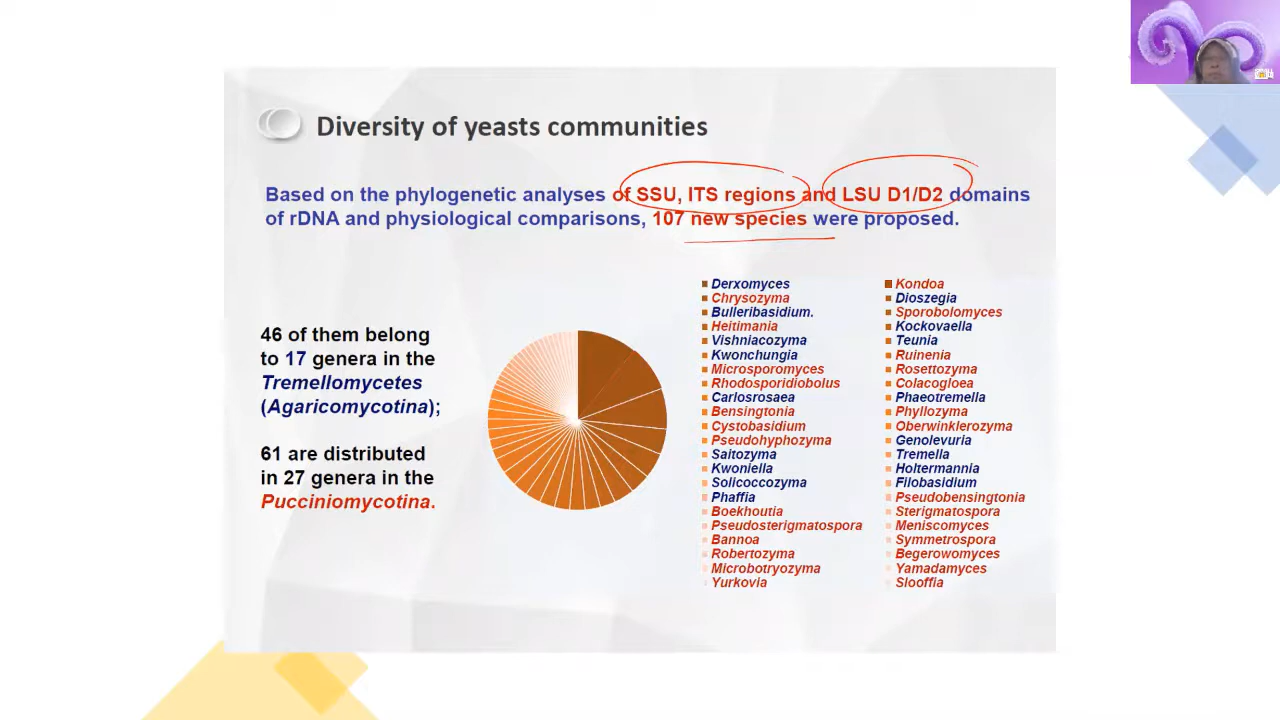 Diversity of yeasts communities
Based on the phylogenetic analyses of SSU, ITS regions and LSU D1/D2 domains
of rDNA and physiological comparisons, 107 new species were proposed.
46 of them belong
to 17 genera in the
Tremellomycetes
(Agaricomycotina);
61 are distributed
in 27 genera in the
Pucciniomycotina.
Derxomyces
Chrysozyma
Bulleribasidium.
Heitimania
Vishniacozyma
Kwonchungia
Microsporomyces
Rhodosporidiobolus
Carlosrosaea
Bensingtonia
Cystobasidium
Pseudohyphozyma
Saitozyma
Kwoniella
Solicoccozyma
Phaffia
Boekhoutia
Pseudosterigmatospora
Bannoa
Robertozyma
Microbotryozyma
Yurkovia
Kondoa
Dioszegia
Sporobolomyces
Kockovaella
Teunia
Ruinenia
Rosettozyma
Colacogloea
Phaeotremella
Phyllozyma
Oberwinklerozyma
Genolevuria
Tremella
Holtermannia
Filobasidium
Pseudobensingtonia
Sterigmatospora
Meniscomyces
Symmetrospora
Begerowomyces
Yamadamyces
Slooffia